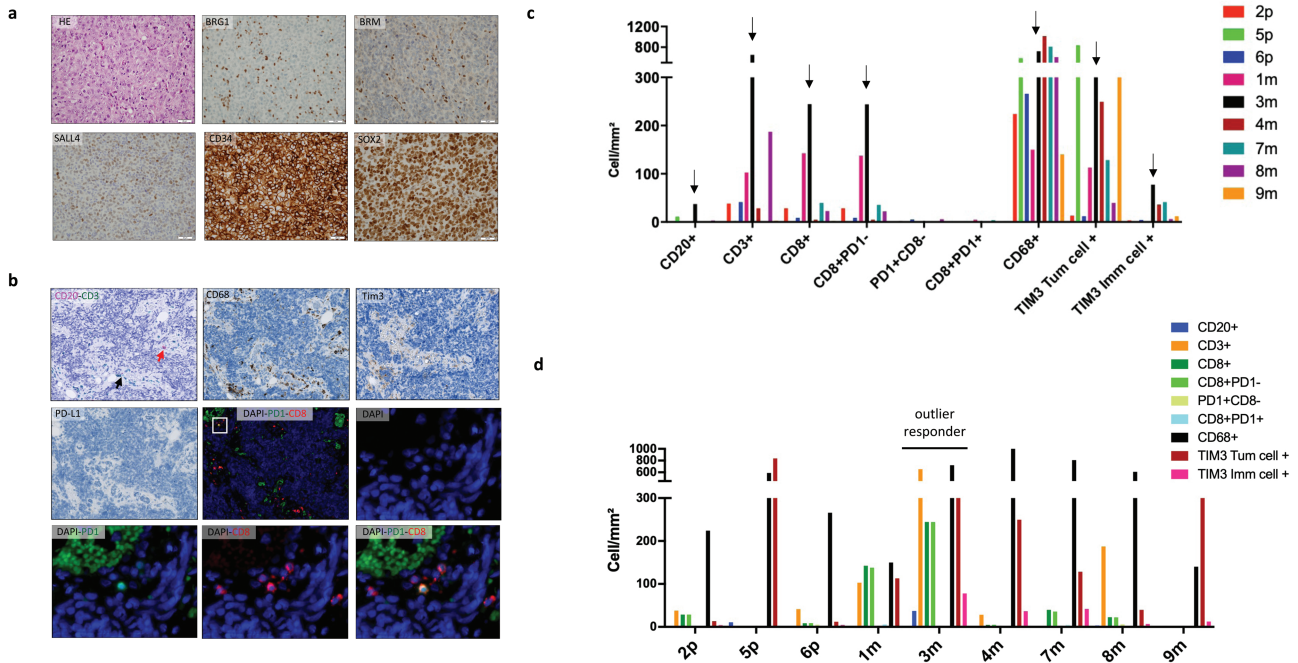 a
HE
BRG1
BRM
SALL4
CD34
SOX2
b
CD20-CD3
CD68
Tim3
PD-L1
DAPI-PD1-CD8
DAPI
DAPI-PD1
DAPI-CD8
DAPI-PD1-CD8
c
Cell/mm²
1200
800
300
200
100
0
CD20+
CD3+
CD8+
CD8+PD1-
PD1+CD8-
CD8+PD1+
CD68+
TIM3 Tum cell +
TIM3 Imm cell +
2p
5p
6p
1m
3m
4m
7m
8m
9m
d
CD20+
CD3+
CD8+
CD8+PD1-
PD1+CD8-
CD8+PD1+
CD68+
TIM3 Tum cell +
TIM3 Imm cell +
outlier
responder
Cell/mm²
1000
800
600
300
200
100
0
2p
5p
6p
1m
3m
4m
7m
8m
9m